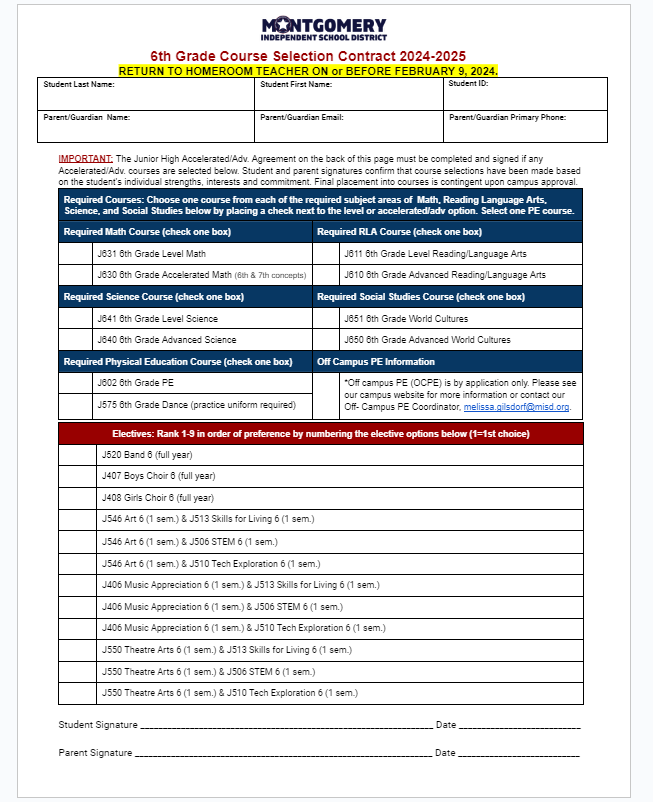 MONTGOMERY
INDEPENDENT SCHOOL DISTRICT
6th Grade Course Selection Contract 2024-2025
RETURN TO HOMEROOM TEACHER ON or BEFORE FEBRUARY 9, 2024.
Student Last Name: Student First Name: Student ID:
Parent/Guardian Name: Parent/Guardian Email: Parent/Guardian Primary Phone:
IMPORTANT: The Junior High Accelerated/Adv. Agreement on the back of this page must be completed and signed if any
Accelerated/Adv. courses are selected below. Student and parent signatures confirm that course selections have been made based
on the student's individual strengths, interests and commitment. Final placement into courses is contingent upon campus approval.
Required Courses: Choose one course from each of the required subject areas of Math, Reading Language Arts,
Science, and Social Studies below by placing a check next to the level or accelerated/adv option. Select one PE course.
Required Math Course (check one box) Required RLA Course (check one box)
J631 6th Grade Level Math J611 6th Grade Level Reading/Language Arts
J630 6th Grade Accelerated Math (6th & 7th concepts) J610 6th Grade Advanced Reading/Language Arts
Required Science Course (check one box) Required Social Studies Course (check one box)
J641 6th Grade Level Science J651 6th Grade World Cultures
J640 6th Grade Advanced Science J650 6th Grade Advanced World Cultures
Required Physical Education Course (check one box) Off Campus PE Information
J602 6th Grade PE
J575 6th Grade Dance (practice uniform required)
*Off campus PE (OCPE) is by application only. Please see
our campus website for more information or contact our
Off- Campus PE Coordinator, melissa.gilsdorf@misd.org.
Electives: Rank 1-9 in order of preference by numbering the elective options below (1=1st choice)
J520 Band 6 (full year)
J407 Boys Choir 6 (full year)
J408 Girls Choir 6 (full year)
J546 Art 6 (1 sem.) & J513 Skills for Living 6 (1 sem.)
J546 Art 6 (1 sem.) & J506 STEM 6 (1 sem.)
J546 Art 6 (1 sem.) & J510 Tech Exploration 6 (1 sem.)
J406 Music Appreciation 6 (1 sem.) & J513 Skills for Living 6 (1 sem.)
J406 Music Appreciation 6 (1 sem.) & J506 STEM 6 (1 sem.)
J406 Music Appreciation 6 (1 sem.) & J510 Tech Exploration 6 (1 sem.)
J550 Theatre Arts 6 (1 sem.) & J513 Skills for Living 6 (1 sem.)
J550 Theatre Arts 6 (1 sem.) & J506 STEM 6 (1 sem.)
J550 Theatre Arts 6 (1 sem.) & J510 Tech Exploration 6 (1 sem.)
Student Signature ____________________ Date ____________________
Parent Signature ____________________ Date ____________________